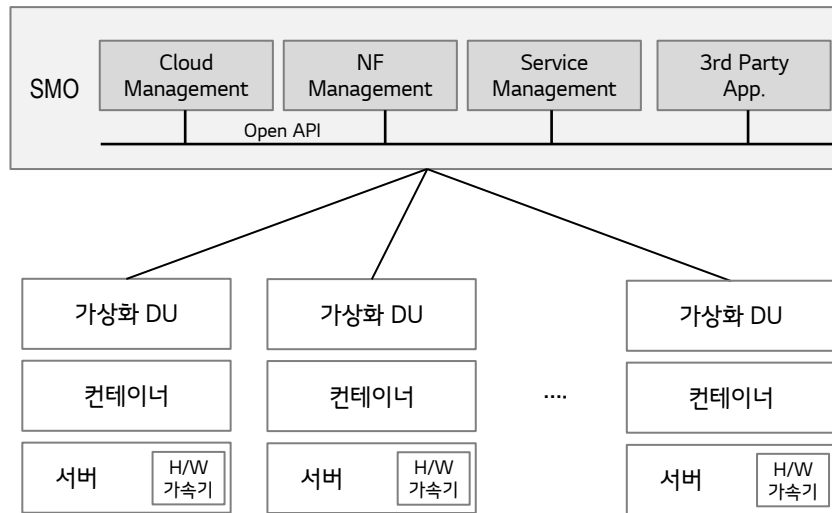 SMO
Cloud
Management
NF
Management
Service
Management
3rd Party
App.
Open API
가상화 DU
가상화 DU
가상화 DU
컨테이너
컨테이너
....
컨테이너
서버
H/W
가속기
서버
H/W
가속기
서버
H/W
가속기